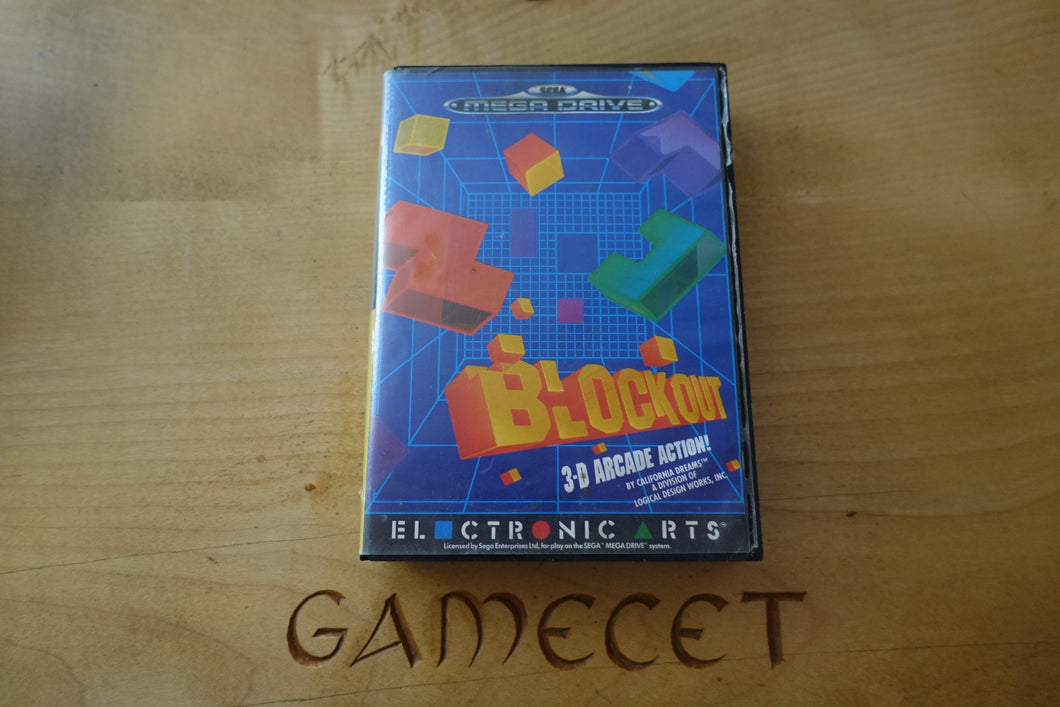 SEGA
MEGA DRIVE
BLOCKOUT
3-D ARCADE ACTION!
BY CALIFORNIA DREAMS™
A DIVISION OF
LOGICAL DESIGN WORKS, INC.
ELECTRONIC ARTS™
Licensed by Sega Enterprises Ltd. for play on the SEGA™ MEGA DRIVE™ system.
GAMECET